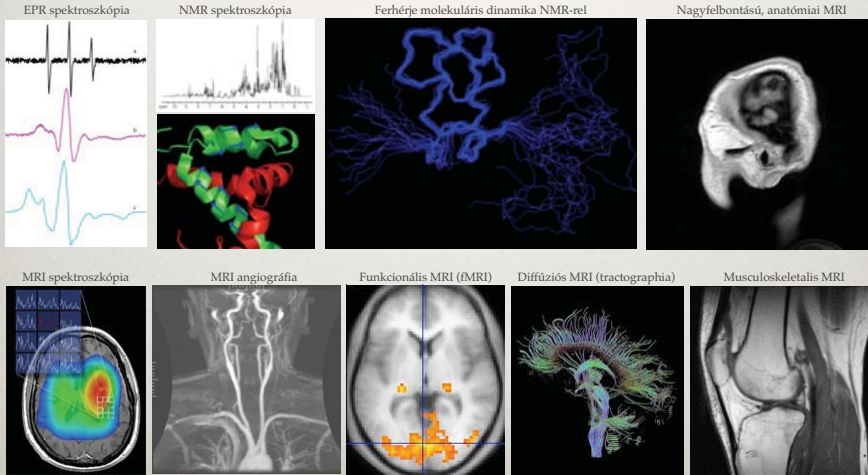 EPR spektroszkópia
NMR spektroszkópia
Ferhérje molekuláris dinamika NMR-rel
Nagyfelbontású, anatómiai MRI
a
b
c
MRI spektroszkópia
MRI angiográfia
Funkcionális MRI (fMRI)
Diffúziós MRI (tractographia)
Musculoskeletalis MRI